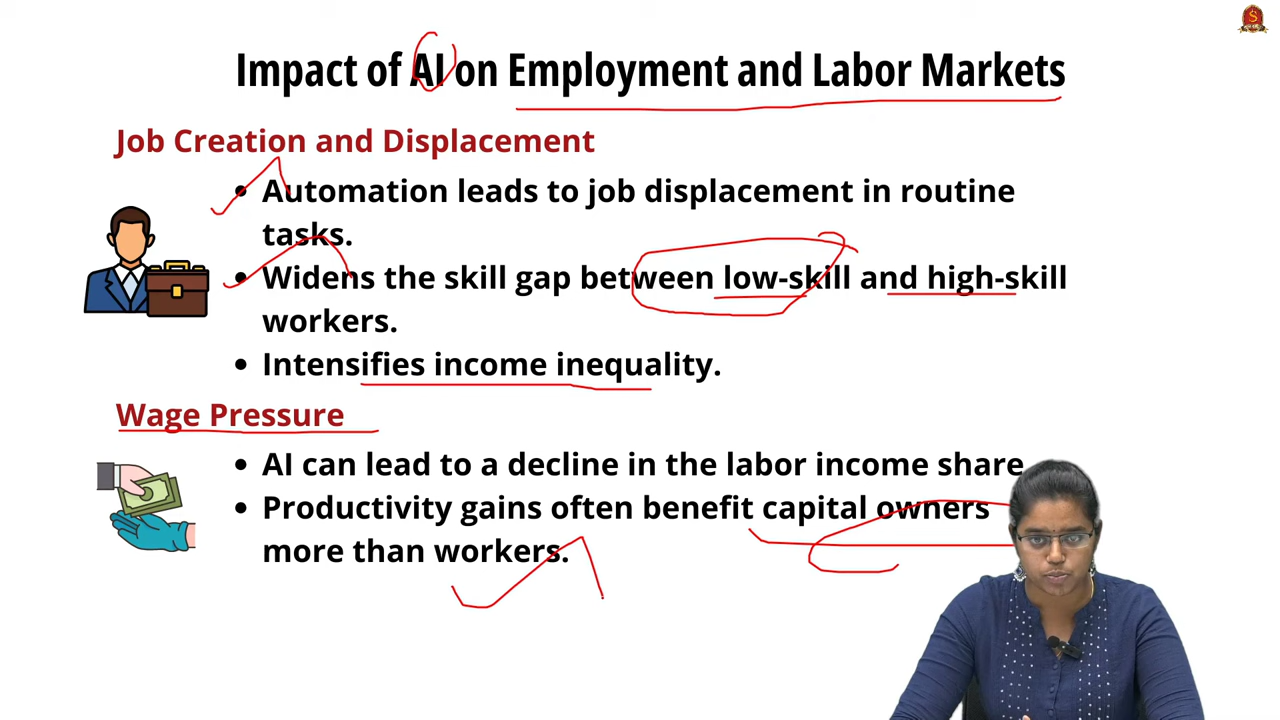 Impact of AI on Employment and Labor Markets
Job Creation and Displacement
• Automation leads to job displacement in routine
tasks.
• Widens the skill gap between low-skill and high-skill
workers.
• Intensifies income inequality.
Wage Pressure
• AI can lead to a decline in the labor income share
• Productivity gains often benefit capital owners
more than workers.